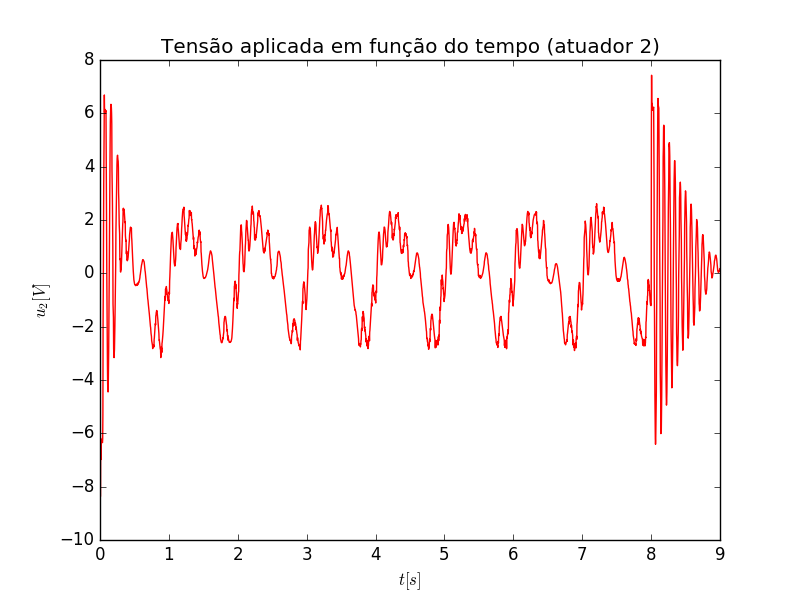 Tensão aplicada em função do tempo (atuador 2)
8
6
4
2
0
−2
−4
−6
−8
−10
u₂[V]
0 1 2 3 4 5 6 7 8 9
t[s]